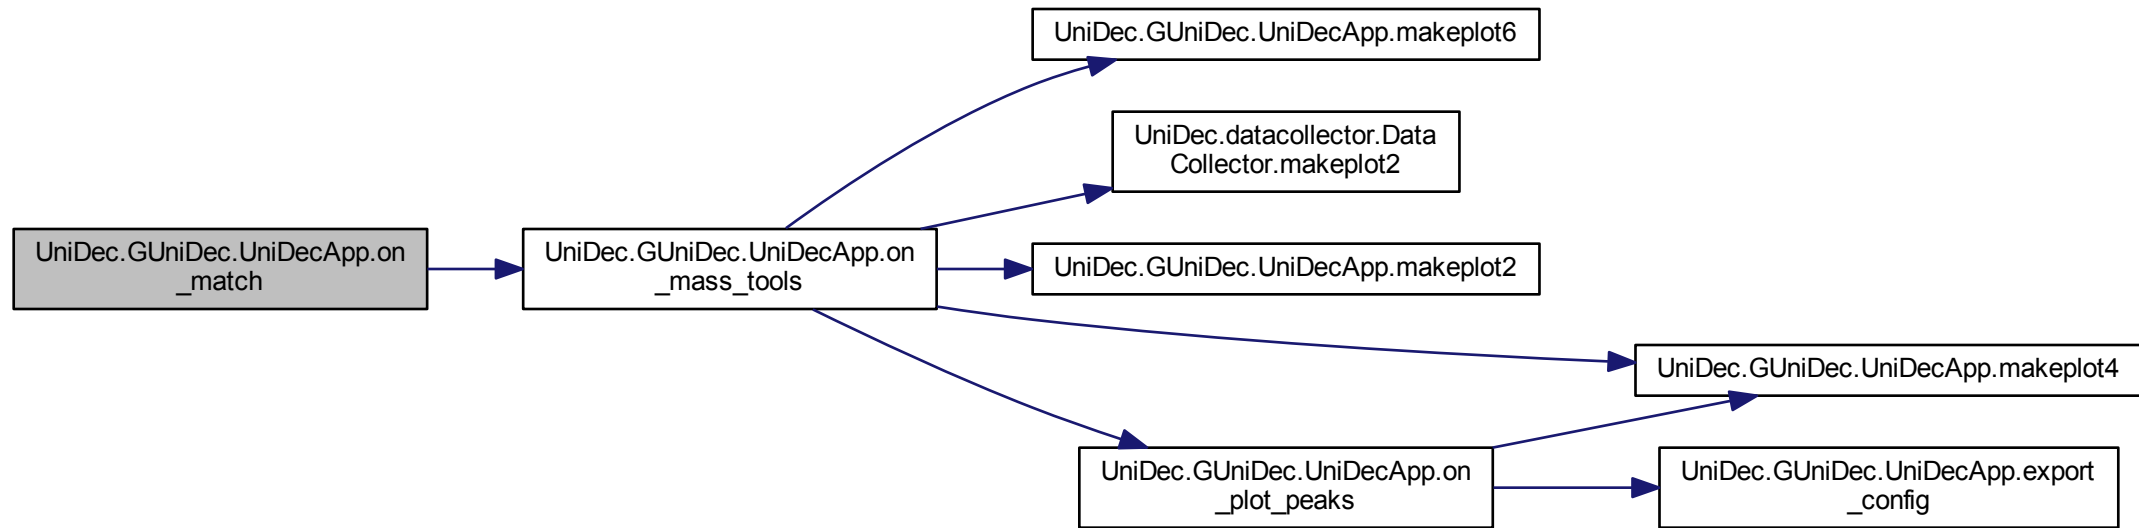 UniDec.GUniDec.UniDecApp.makeplot6
UniDec.datacollector.Data
Collector.makeplot2
UniDec.GUniDec.UniDecApp.on
_match
UniDec.GUniDec.UniDecApp.on
_mass_tools
UniDec.GUniDec.UniDecApp.makeplot2
UniDec.GUniDec.UniDecApp.makeplot4
UniDec.GUniDec.UniDecApp.on
_plot_peaks
UniDec.GUniDec.UniDecApp.export
_config